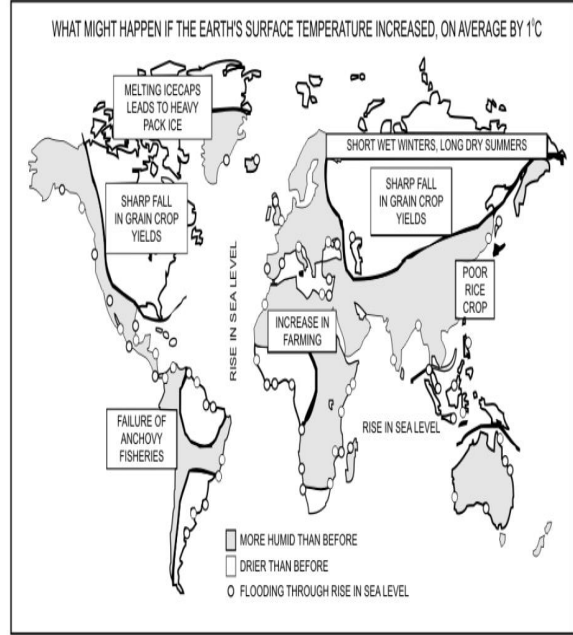 WHAT MIGHT HAPPEN IF THE EARTH'S SURFACE TEMPERATURE INCREASED, ON AVERAGE BY 1°C
MELTING ICECAPS
LEADS TO HEAVY
PACK ICE
SHORT WET WINTERS, LONG DRY SUMMERS
SHARP FALL
IN GRAIN CROP
YIELDS
SHARP FALL
IN GRAIN CROP
YIELDS
RISE IN SEA LEVEL
POOR
RICE
CROP
INCREASE IN
FARMING
FAILURE OF
ANCHOVY
FISHERIES
RISE IN SEA LEVEL
MORE HUMID THAN BEFORE
DRIER THAN BEFORE
FLOODING THROUGH RISE IN SEA LEVEL